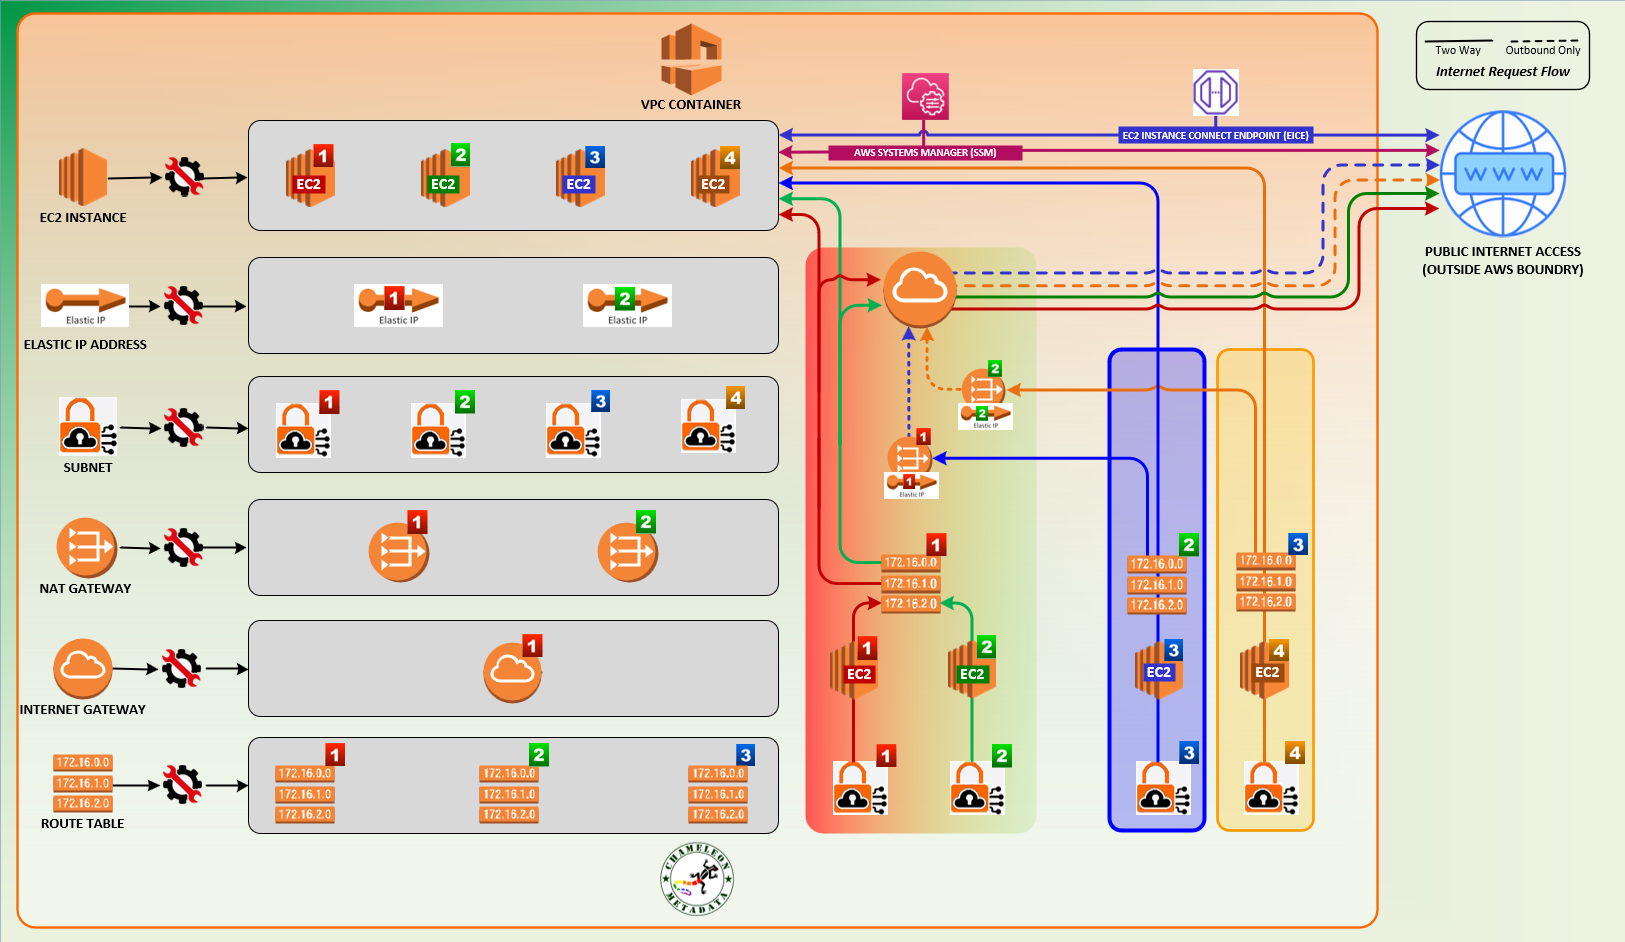 Two Way
Outbound Only
Internet Request Flow
VPC CONTAINER
EC2 INSTANCE CONNECT ENDPOINT (EICE)
AWS SYSTEMS MANAGER (SSM)
WWW
PUBLIC INTERNET ACCESS
(OUTSIDE AWS BOUNDRY)
EC2 INSTANCE
1
EC2
2
EC2
3
EC2
4
EC2
Elastic IP
ELASTIC IP ADDRESS
1
Elastic IP
2
Elastic IP
SUBNET
1
2
3
4
NAT GATEWAY
1
2
INTERNET GATEWAY
1
172.16.0.0
172.16.1.0
172.16.2.0
ROUTE TABLE
1
172.16.0.0
172.16.1.0
172.16.2.0
2
172.16.0.0
172.16.1.0
172.16.2.0
3
172.16.0.0
172.16.1.0
172.16.2.0
2
2
Elastic IP
1
1
Elastic IP
1
172.16.0.0
172.16.1.0
172.16.2.0
2
172.16.0.0
172.16.1.0
172.16.2.0
3
172.16.0.0
172.16.1.0
172.16.2.0
1
EC2
2
EC2
3
EC2
4
EC2
1
2
3
4
CHAMELEON
METADATA